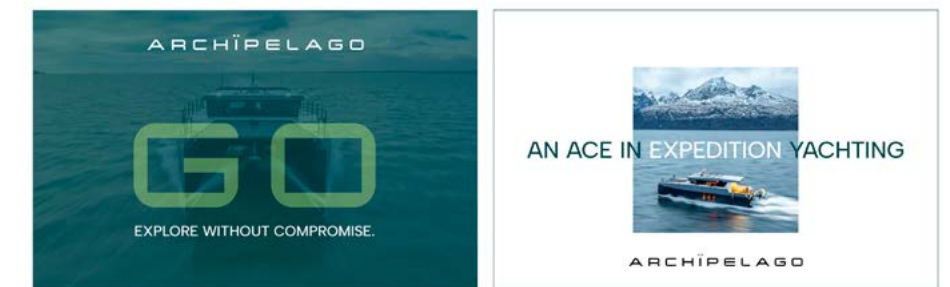 ARCHÏPELAGO
GO
EXPLORE WITHOUT COMPROMISE.
AN ACE IN EXPEDITION YACHTING
ARCHÏPELAGO